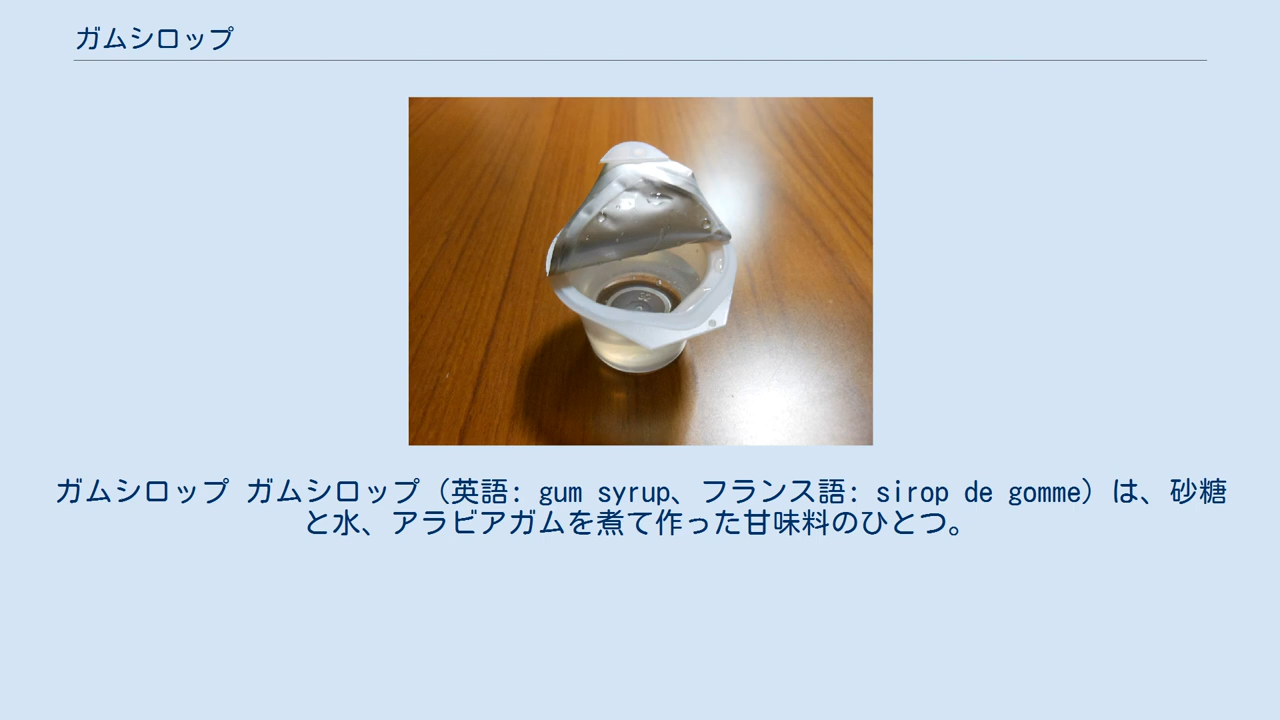 ガムシロップ
ガムシロップ ガムシロップ（英語: gum syrup、フランス語: sirop de gomme）は、砂糖
と水、アラビアガムを煮て作った甘味料のひとつ。